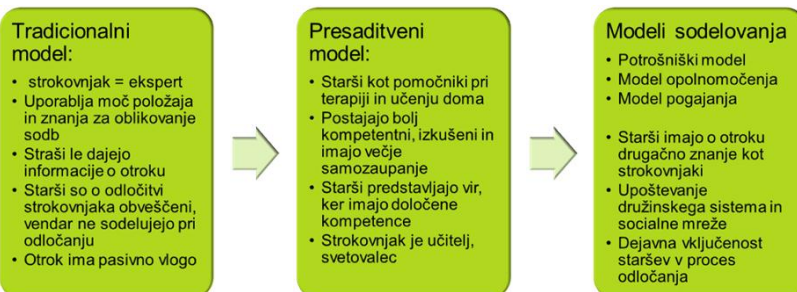 Tradicionalni
model:
• strokovnjak = ekspert
• Uporablja moč položaja
in znanja za oblikovanje
sodb
• Straši le dajejo
informacije o otroku
• Starši so o odločitvi
strokovnjaka obveščeni,
vendar ne sodelujejo pri
odločanju
• Otrok ima pasivno vlogo
Presaditveni
model:
• Starši kot pomočniki pri
terapiji in učenju doma
• Postajajo bolj
kompetentni, izkušeni in
imajo večje
samozaupanje
• Starši predstavljajo vir,
ker imajo določene
kompetence
• Strokovnjak je učitelj,
svetovalec
Modeli sodelovanja
• Potrošniški model
• Model opolnomočenja
• Model pogajanja
• Starši imajo o otroku
drugačno znanje kot
strokovnjaki
• Upoštevanje
družinskega sistema in
socialne mreže
• Dejavna vključenost
staršev v proces
odločanja